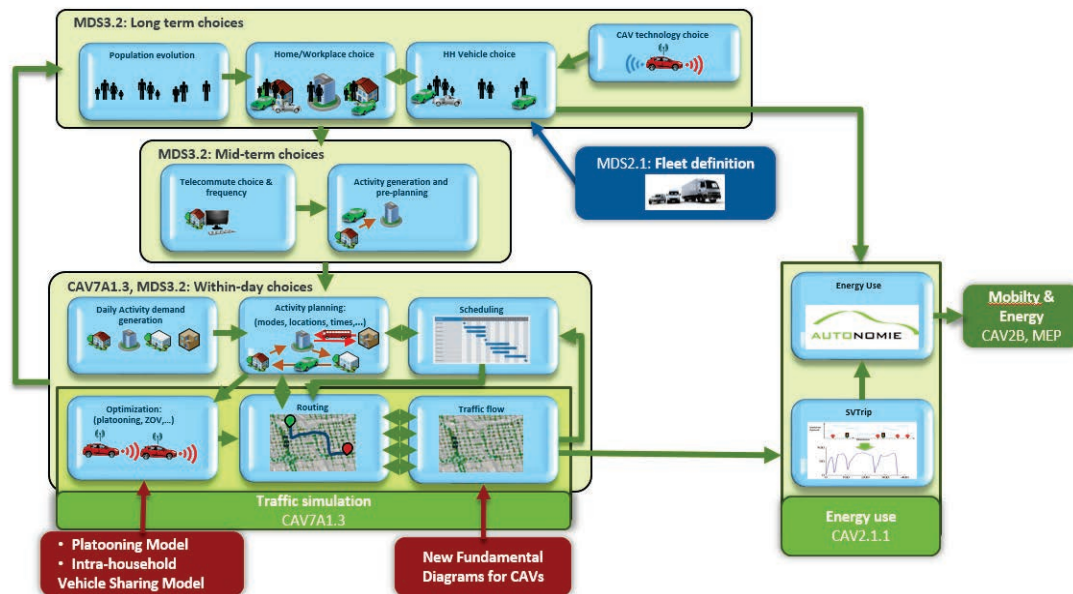 MDS3.2: Long term choices
Population evolution
Home/Workplace choice
HH Vehicle choice
CAV technology choice
MDS3.2: Mid-term choices
Telecommute choice &
frequency
Activity generation and
pre-planning
MDS2.1: Fleet definition
CAV7A1.3, MDS3.2: Within-day choices
Daily Activity demand
generation
Activity planning:
(modes, locations, times,...)
Scheduling
Optimization:
(platooning, ZOV,...)
Routing
Traffic flow
Traffic simulation
CAV7A1.3
• Platooning Model
• Intra-household
Vehicle Sharing Model
New Fundamental
Diagrams for CAVs
Energy Use
AUTONOMIE
SVTrip
Energy use
CAV2.1.1
Mobilty &
Energy
CAV2B, MEP